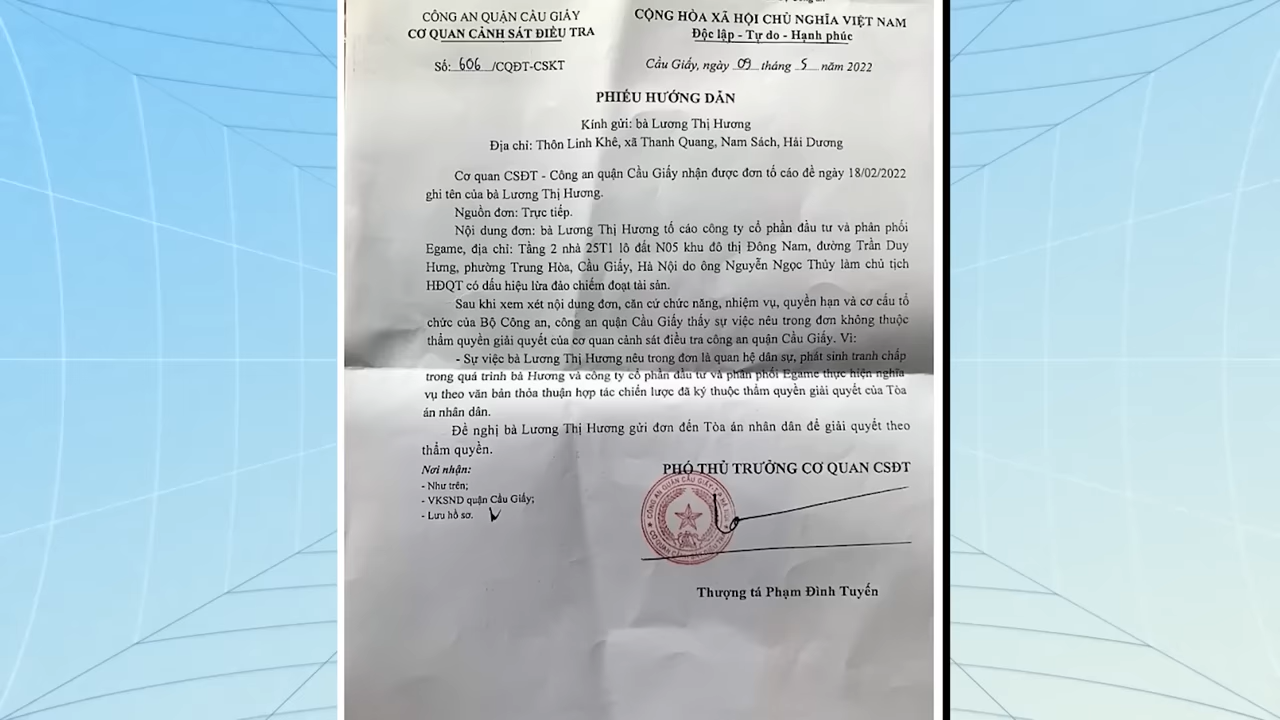 CÔNG AN QUẬN CẦU GIẤY
CƠ QUAN CẢNH SÁT ĐIỀU TRA
Số: 606 /CQĐT-CSKT
CỘNG HÒA XÃ HỘI CHỦ NGHĨA VIỆT NAM
Độc lập - Tự do - Hạnh phúc
Cầu Giấy, ngày 09 tháng 5 năm 2022
PHIẾU HƯỚNG DẪN
Kính gửi: bà Lương Thị Hương
Địa chỉ: Thôn Linh Khê, xã Thanh Quang, Nam Sách, Hải Dương
Cơ quan CSĐT - Công an quận Cầu Giấy nhận được đơn tố cáo đề ngày 18/02/2022
ghi tên của bà Lương Thị Hương.
Nguồn đơn: Trực tiếp.
Nội dung đơn: bà Lương Thị Hương tố cáo công ty cổ phần đầu tư và phân phối
Egame, địa chỉ: Tầng 2 nhà 25T1 lô đất N05 khu đô thị Đông Nam, đường Trần Duy
Hưng, phường Trung Hòa, Cầu Giấy, Hà Nội do ông Nguyễn Ngọc Thủy làm chủ tịch
HĐQT có dấu hiệu lừa đảo chiếm đoạt tài sản.
Sau khi xem xét nội dung đơn, căn cứ chức năng, nhiệm vụ, quyền hạn và cơ cấu tổ
chức của Bộ Công an, công an quận Cầu Giấy thấy sự việc nêu trong đơn không thuộc
thẩm quyền giải quyết của cơ quan cảnh sát điều tra công an quận Cầu Giấy. Vì:
- Sự việc bà Lương Thị Hương nêu trong đơn là quan hệ dân sự, phát sinh tranh chấp
trong quá trình bà Hương và công ty cổ phần đầu tư và phân phối Egame thực hiện nghĩa
vụ theo văn bản thỏa thuận hợp tác chiến lược đã ký thuộc thẩm quyền giải quyết của Tòa
án nhân dân.
Đề nghị bà Lương Thị Hương gửi đơn đến Tòa án nhân dân để giải quyết theo
thẩm quyền.
Nơi nhận:
- Như trên;
- VKSND quận Cầu Giấy;
- Lưu hồ sơ.
PHÓ THỦ TRƯỞNG CƠ QUAN CSĐT
Thượng tá Phạm Đình Tuyến